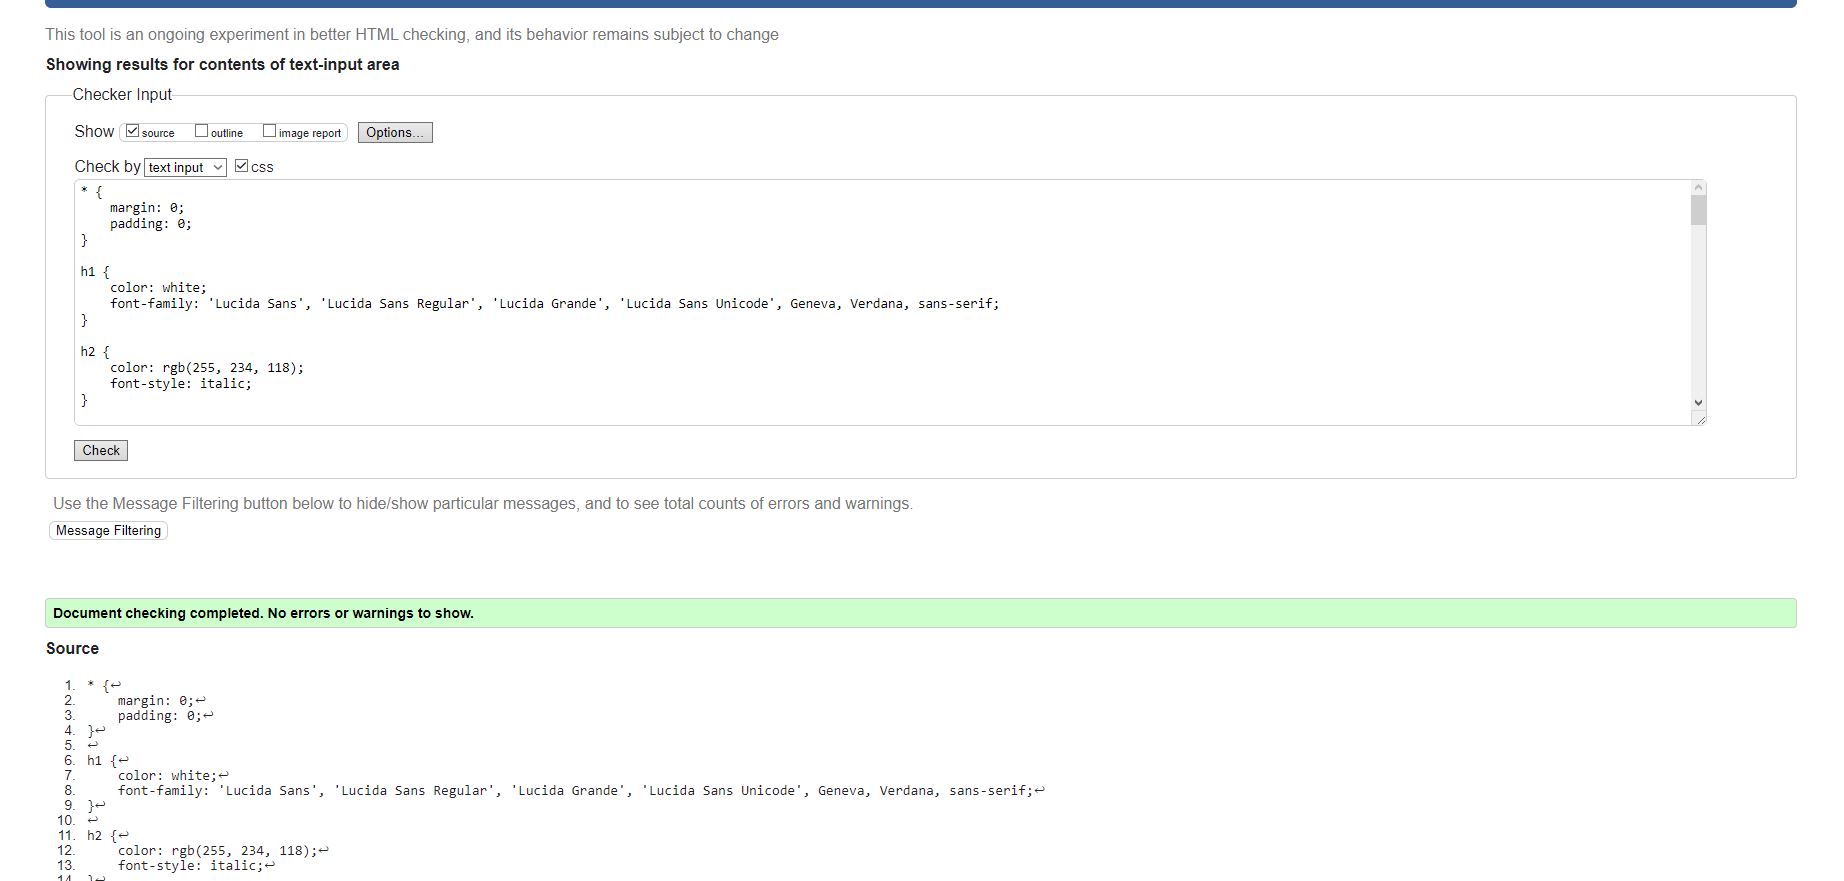 This tool is an ongoing experiment in better HTML checking, and its behavior remains subject to change
Showing results for contents of text-input area
Checker Input
Show source outline image report Options...
Check by text input css
* {
    margin: 0;
    padding: 0;
}

h1 {
    color: white;
    font-family: 'Lucida Sans', 'Lucida Sans Regular', 'Lucida Grande', 'Lucida Sans Unicode', Geneva, Verdana, sans-serif;
}

h2 {
    color: rgb(255, 234, 118);
    font-style: italic;
}
Check
Use the Message Filtering button below to hide/show particular messages, and to see total counts of errors and warnings.
Message Filtering
Document checking completed. No errors or warnings to show.
Source
1. * {↩
2.     margin: 0;↩
3.     padding: 0;↩
4. }↩
5. ↩
6. h1 {↩
7.     color: white;↩
8.     font-family: 'Lucida Sans', 'Lucida Sans Regular', 'Lucida Grande', 'Lucida Sans Unicode', Geneva, Verdana, sans-serif;↩
9. }↩
10. ↩
11. h2 {↩
12.     color: rgb(255, 234, 118);↩
13.     font-style: italic;↩
14. }↩